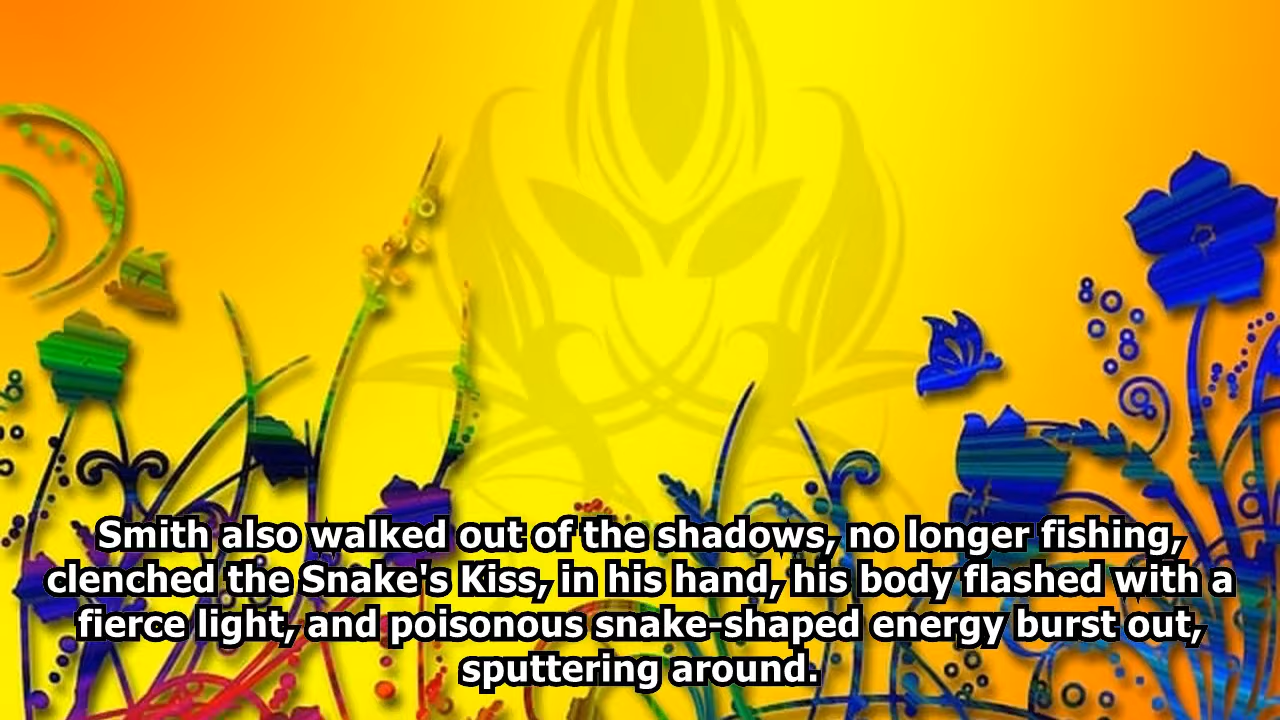 Smith also walked out of the shadows, no longer fishing,
clenched the Snake's Kiss, in his hand, his body flashed with a
fierce light, and poisonous snake-shaped energy burst out,
sputtering around.